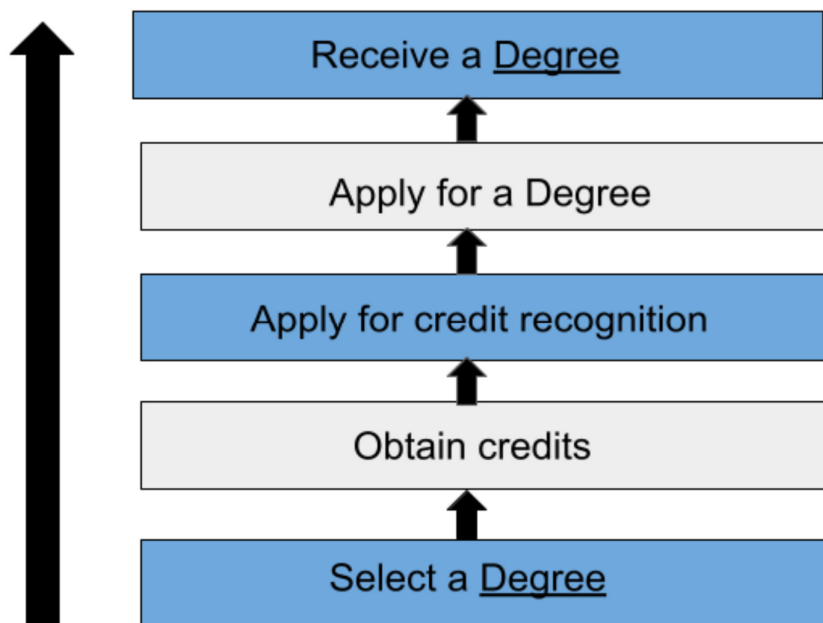 Receive a Degree
Apply for a Degree
Apply for credit recognition
Obtain credits
Select a Degree